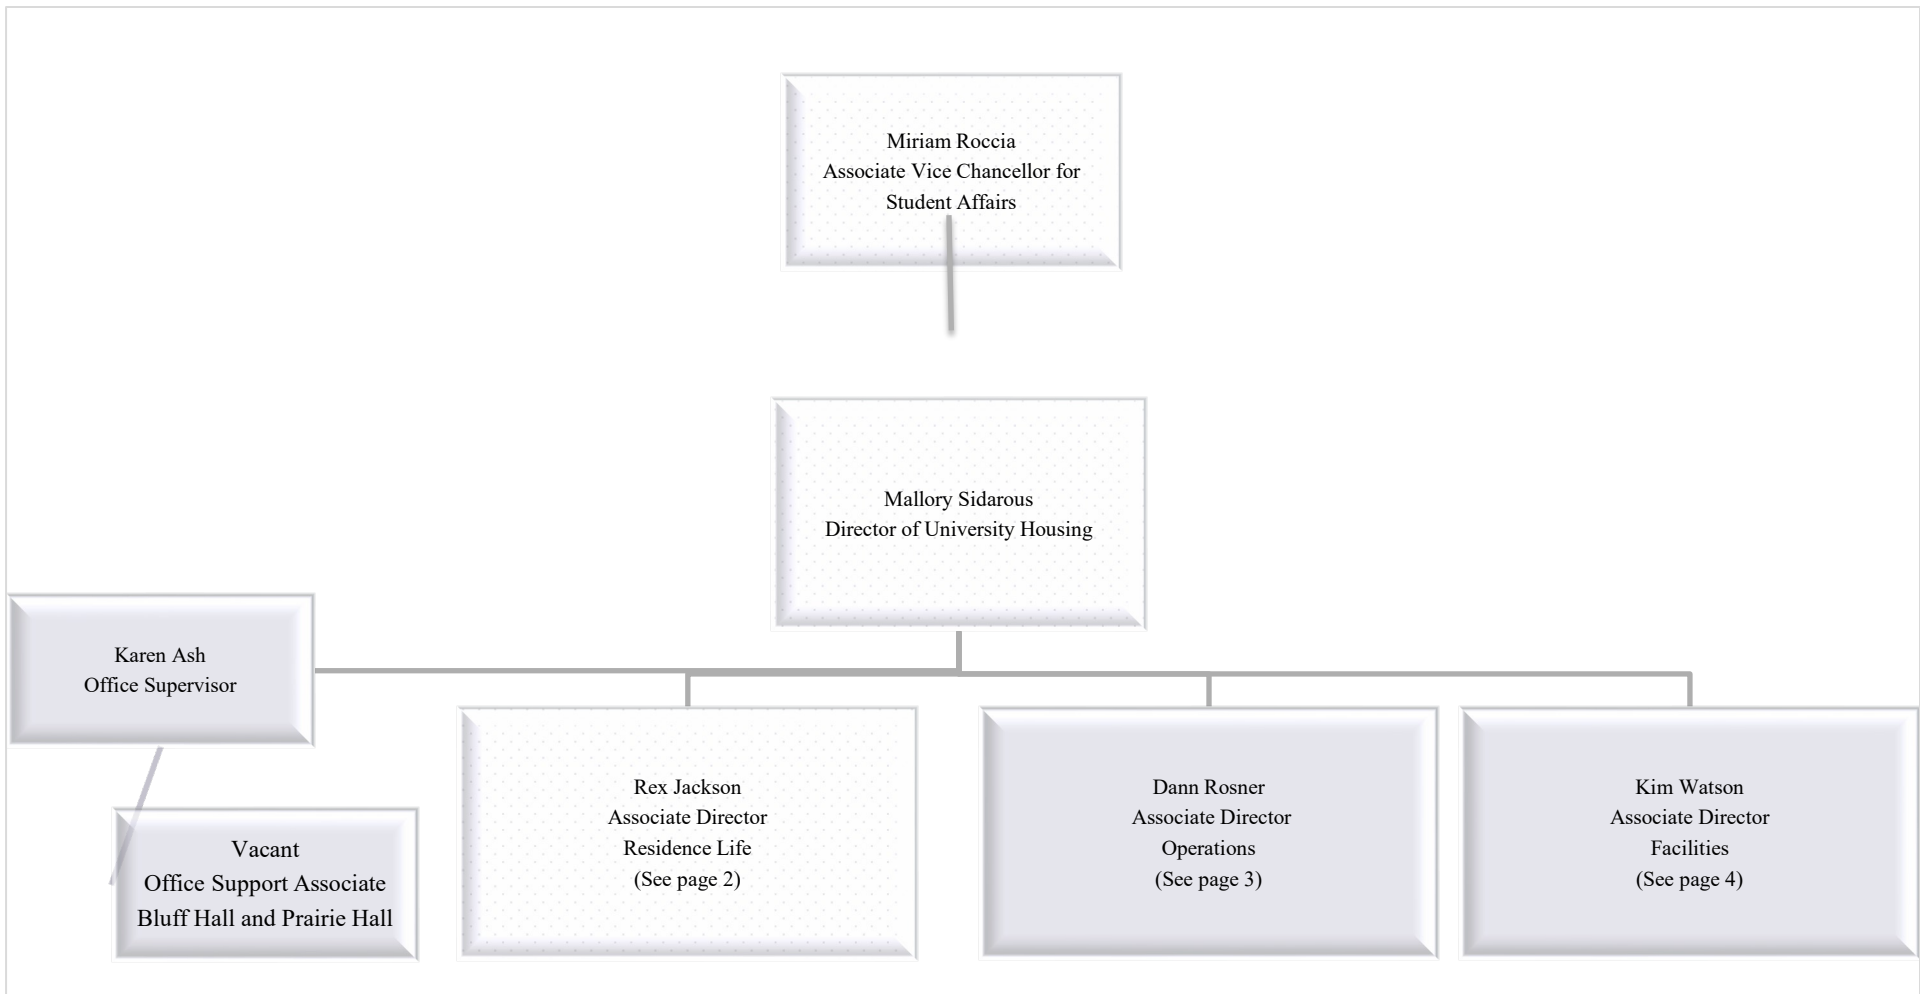 Miriam Roccia
Associate Vice Chancellor for
Student Affairs
Mallory Sidarous
Director of University Housing
Karen Ash
Office Supervisor
Vacant
Office Support Associate
Bluff Hall and Prairie Hall
Rex Jackson
Associate Director
Residence Life
(See page 2)
Dann Rosner
Associate Director
Operations
(See page 3)
Kim Watson
Associate Director
Facilities
(See page 4)